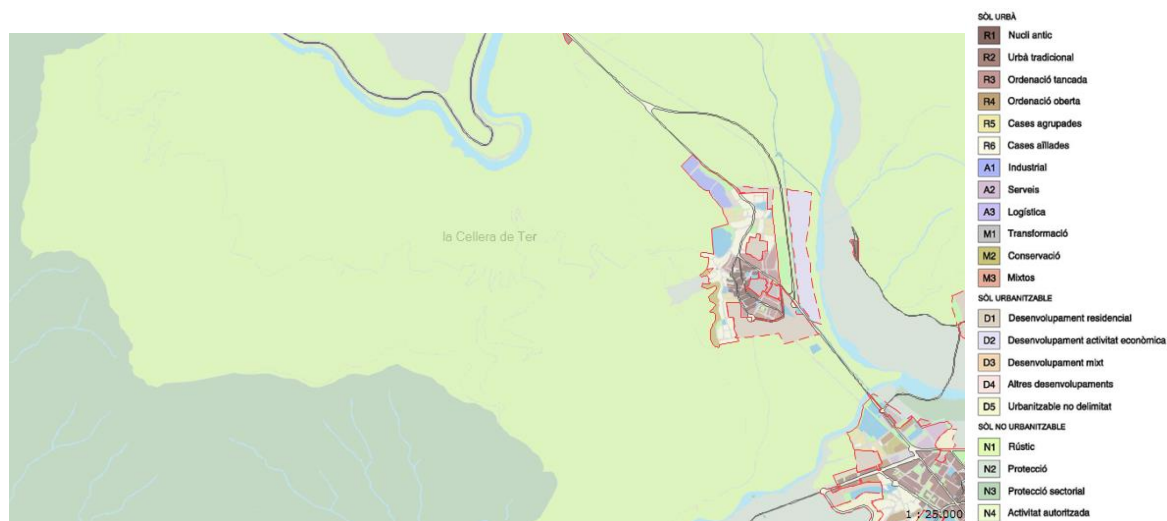 la Cellera de Ter
1 : 25.000
SÒL URBÀ
R1 Nucli antic
R2 Urbà tradicional
R3 Ordenació tancada
R4 Ordenació oberta
R5 Cases agrupades
R6 Cases aïllades
A1 Industrial
A2 Serveis
A3 Logística
M1 Transformació
M2 Conservació
M3 Mixtos
SÒL URBANITZABLE
D1 Desenvolupament residencial
D2 Desenvolupament activitat econòmica
D3 Desenvolupament mixt
D4 Altres desenvolupaments
D5 Urbanitzable no delimitat
SÒL NO URBANITZABLE
N1 Rústic
N2 Protecció
N3 Protecció sectorial
N4 Activitat autoritzada